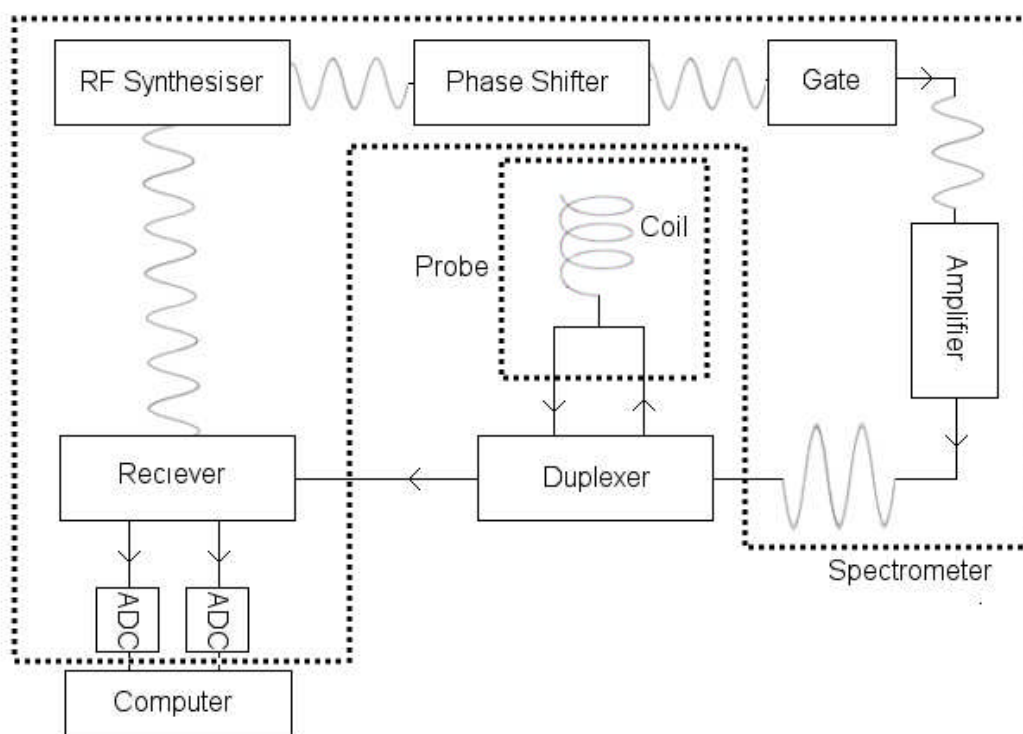 RF Synthesiser
Phase Shifter
Gate
Coil
Probe
Amplifier
Reciever
Duplexer
Spectrometer
ADC
ADC
Computer